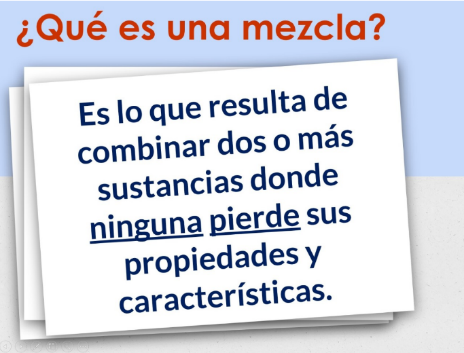 ¿Qué es una mezcla?
Es lo que resulta de
combinar dos o más
sustancias donde
ninguna pierde sus
propiedades y
características.